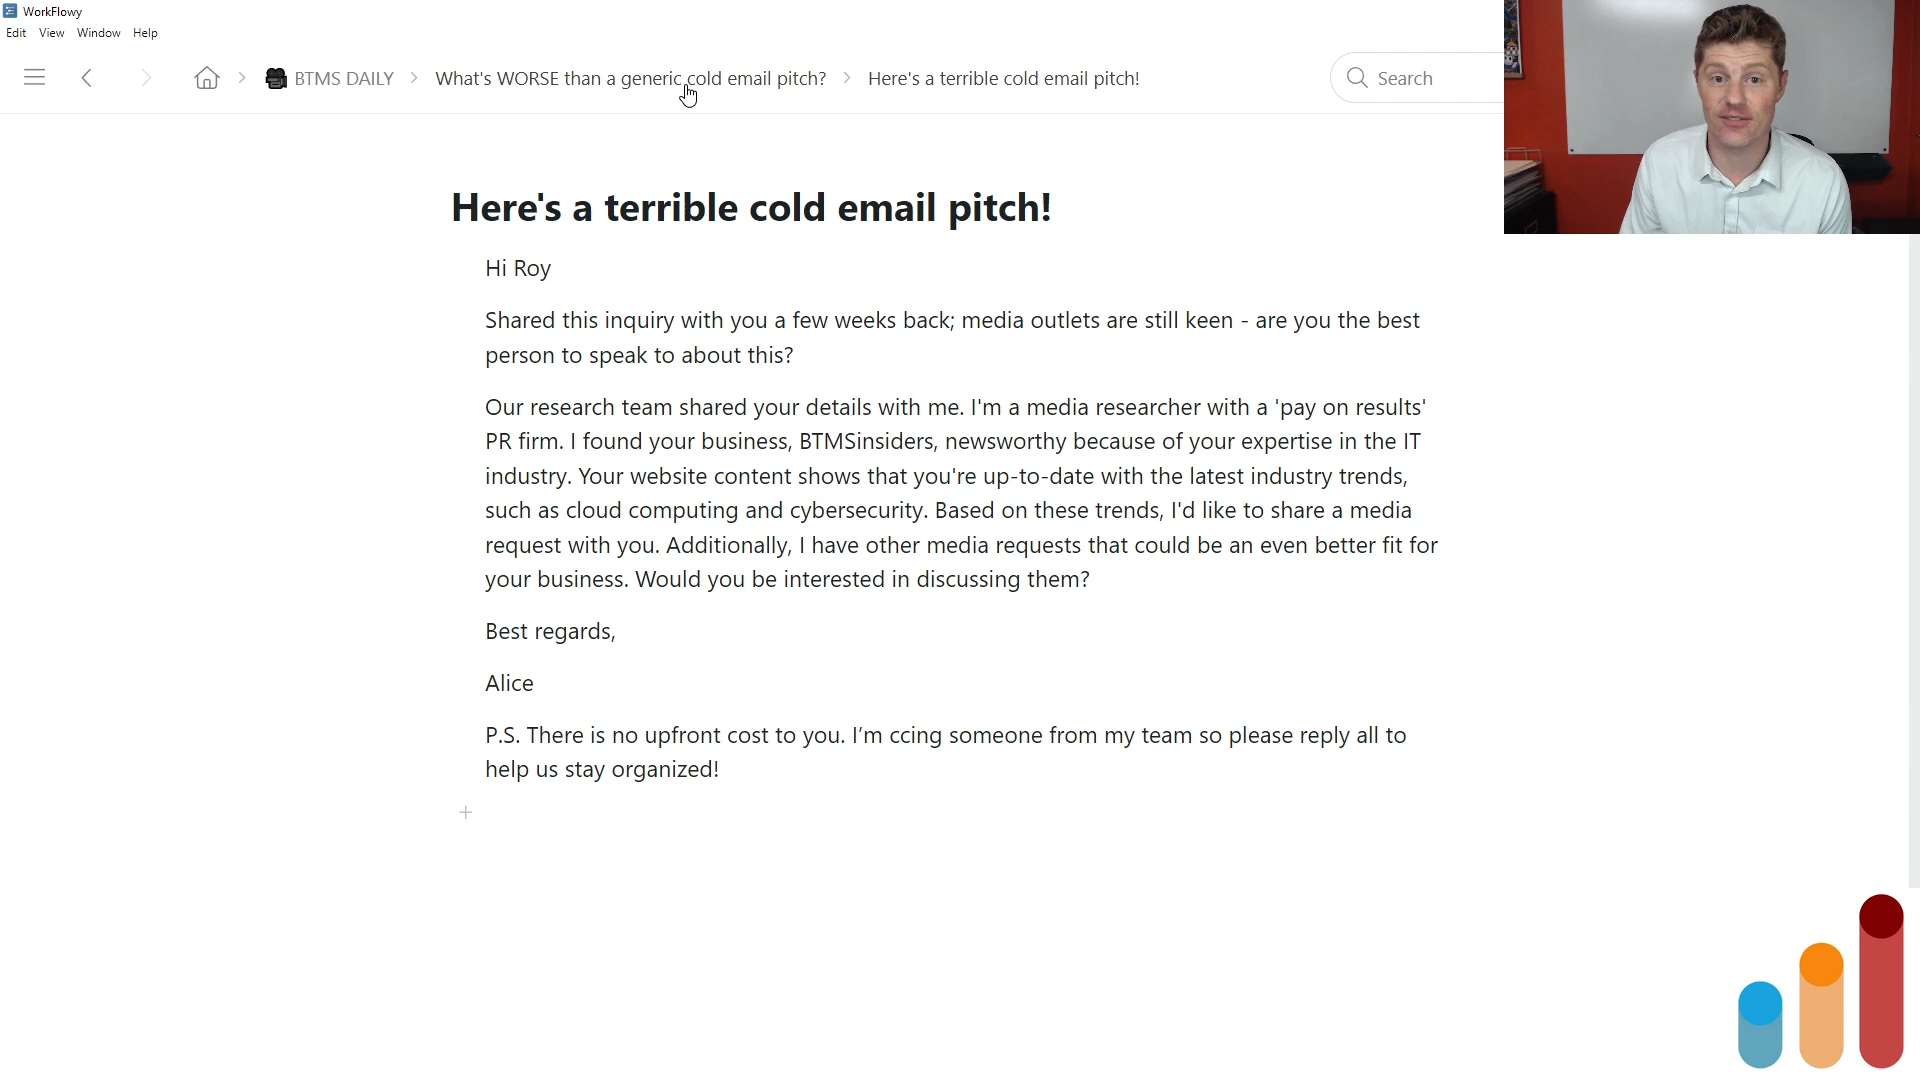 WorkFlowy
Edit View Window Help
BTMS DAILY > What's WORSE than a generic cold email pitch? > Here's a terrible cold email pitch!
Search
Here's a terrible cold email pitch!
Hi Roy
Shared this inquiry with you a few weeks back; media outlets are still keen - are you the best
person to speak to about this?
Our research team shared your details with me. I'm a media researcher with a 'pay on results'
PR firm. I found your business, BTMSinsiders, newsworthy because of your expertise in the IT
industry. Your website content shows that you're up-to-date with the latest industry trends,
such as cloud computing and cybersecurity. Based on these trends, I'd like to share a media
request with you. Additionally, I have other media requests that could be an even better fit for
your business. Would you be interested in discussing them?
Best regards,
Alice
P.S. There is no upfront cost to you. I’m ccing someone from my team so please reply all to
help us stay organized!